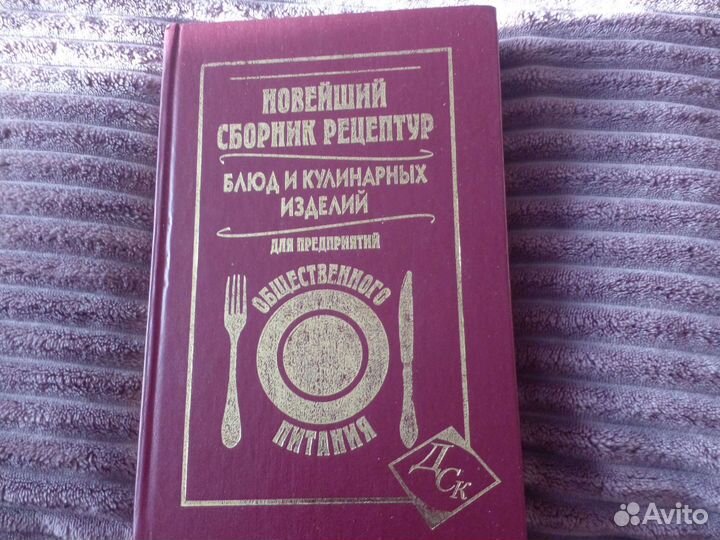 НОВЕЙШИЙ
СБОРНИК РЕЦЕПТУР
БЛЮД И КУЛИНАРНЫХ
ИЗДЕЛИЙ
ДЛЯ ПРЕДПРИЯТИЙ
ОБЩЕСТВЕННОГО
ПИТАНИЯ
ДСК
Avito